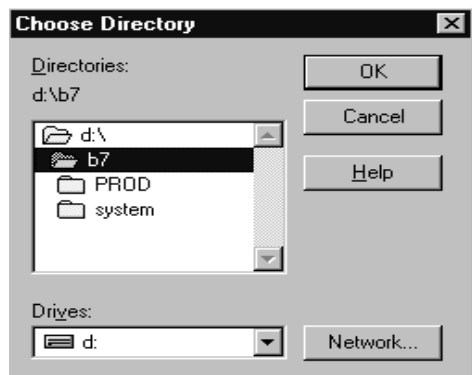 Choose Directory
Directories:
d:\b7
d:\
b7
PROD
system
Drives:
d:
OK
Cancel
Help
Network...